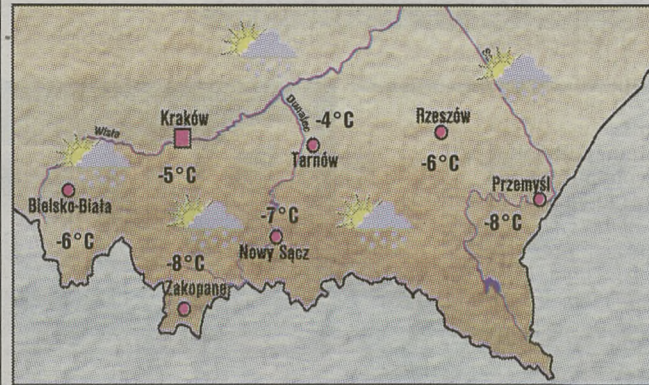 Kraków
Wisła
-5°C
Dunajec
-4°C
Tarnów
Rzeszów
-6°C
Przemyśl
-8°C
Bielsko-Biała
-6°C
-7°C
Nowy Sącz
-8°C
Zakopane